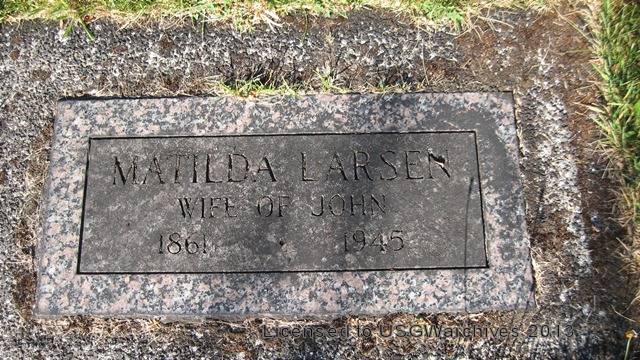 MATILDA LARSEN
WIFE OF JOHN
1861 · 1945
Licensed to USGWarchives 2013